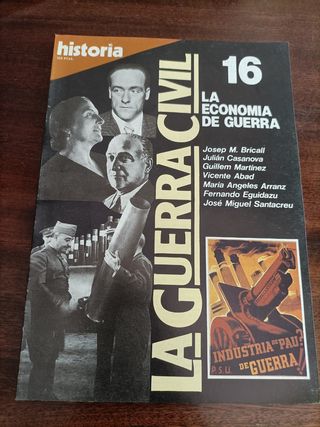 historia
16
LA
ECONOMIA
DE GUERRA
Josep M. Bricall
Julián Casanova
Guillem Martínez
Vicente Abad
María Angeles Arranz
Fernando Eguidazu
José Miguel Santacreu
LA GUERRA CIVIL
INDUSTRIA DE PAU?
DE GUERRA!
P.S.U.